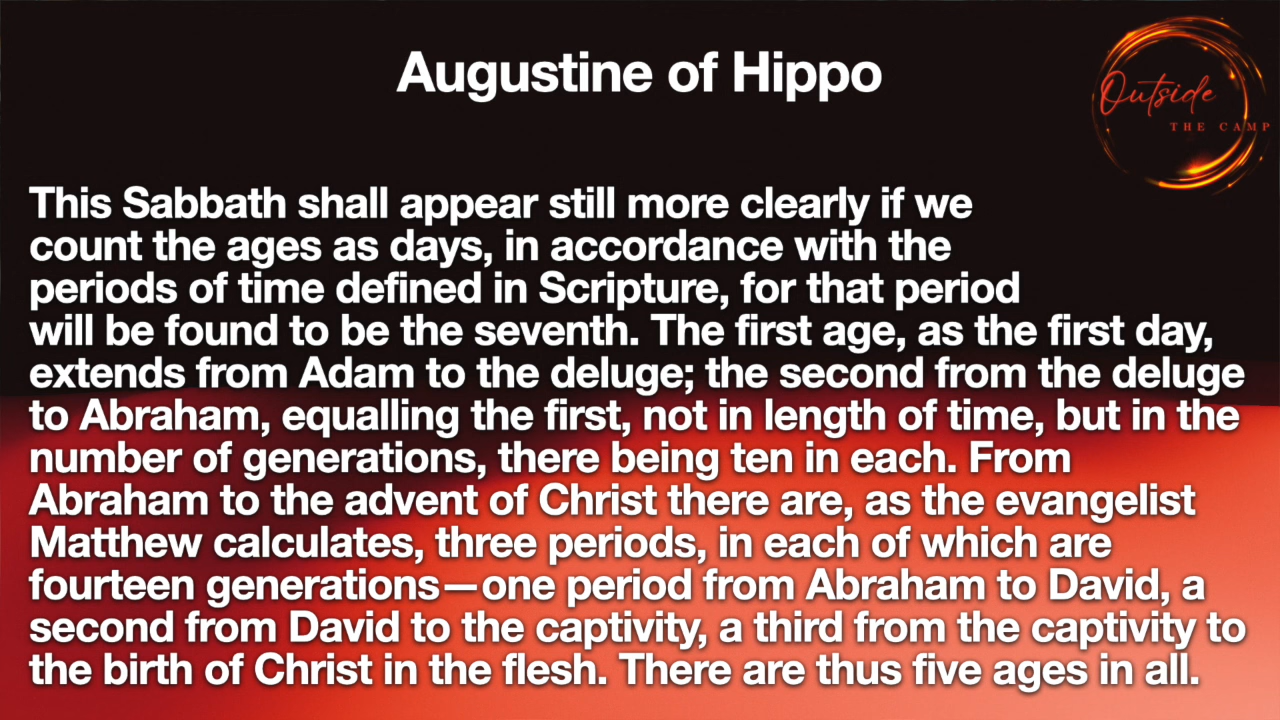 Augustine of Hippo
Outside
THE CAMP
This Sabbath shall appear still more clearly if we
count the ages as days, in accordance with the
periods of time defined in Scripture, for that period
will be found to be the seventh. The first age, as the first day,
extends from Adam to the deluge; the second from the deluge
to Abraham, equalling the first, not in length of time, but in the
number of generations, there being ten in each. From
Abraham to the advent of Christ there are, as the evangelist
Matthew calculates, three periods, in each of which are
fourteen generations—one period from Abraham to David, a
second from David to the captivity, a third from the captivity to
the birth of Christ in the flesh. There are thus five ages in all.